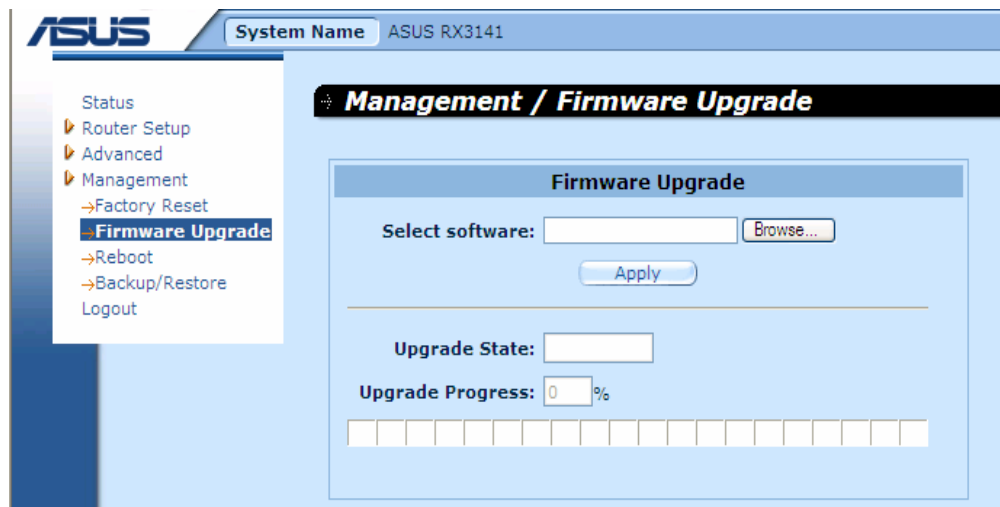 ASUS
System Name ASUS RX3141
Status
Router Setup
Advanced
Management
→Factory Reset
→Firmware Upgrade
→Reboot
→Backup/Restore
Logout
Management / Firmware Upgrade
Firmware Upgrade
Select software: Browse...
Apply
Upgrade State:
Upgrade Progress: 0 %